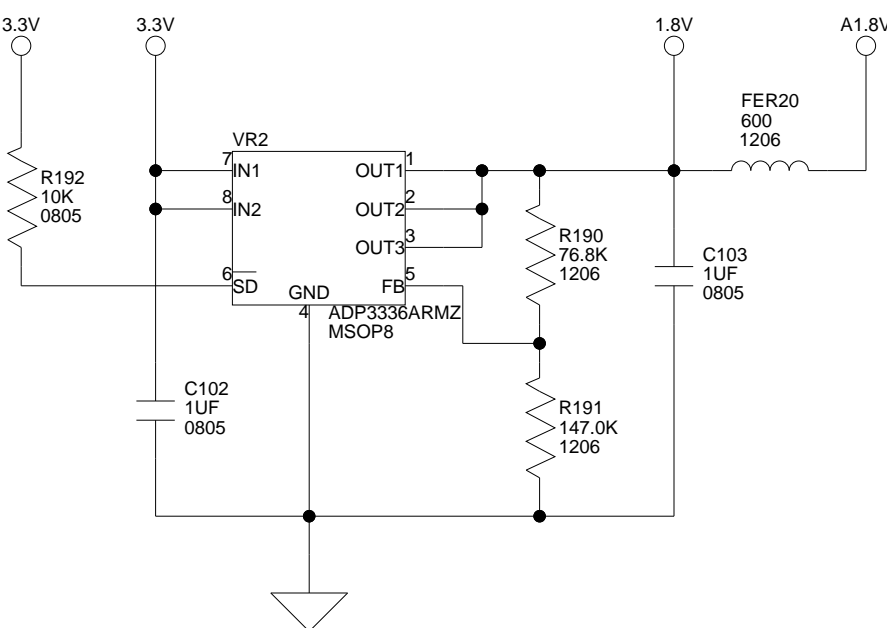 3.3V
3.3V
1.8V
A1.8V
FER20
600
1206
VR2
R192
10K
0805
7
IN1
OUT1
1
8
IN2
OUT2
2
OUT3
3
6
SD
GND
4
FB
5
ADP3336ARMZ
MSOP8
R190
76.8K
1206
C103
1UF
0805
C102
1UF
0805
R191
147.0K
1206